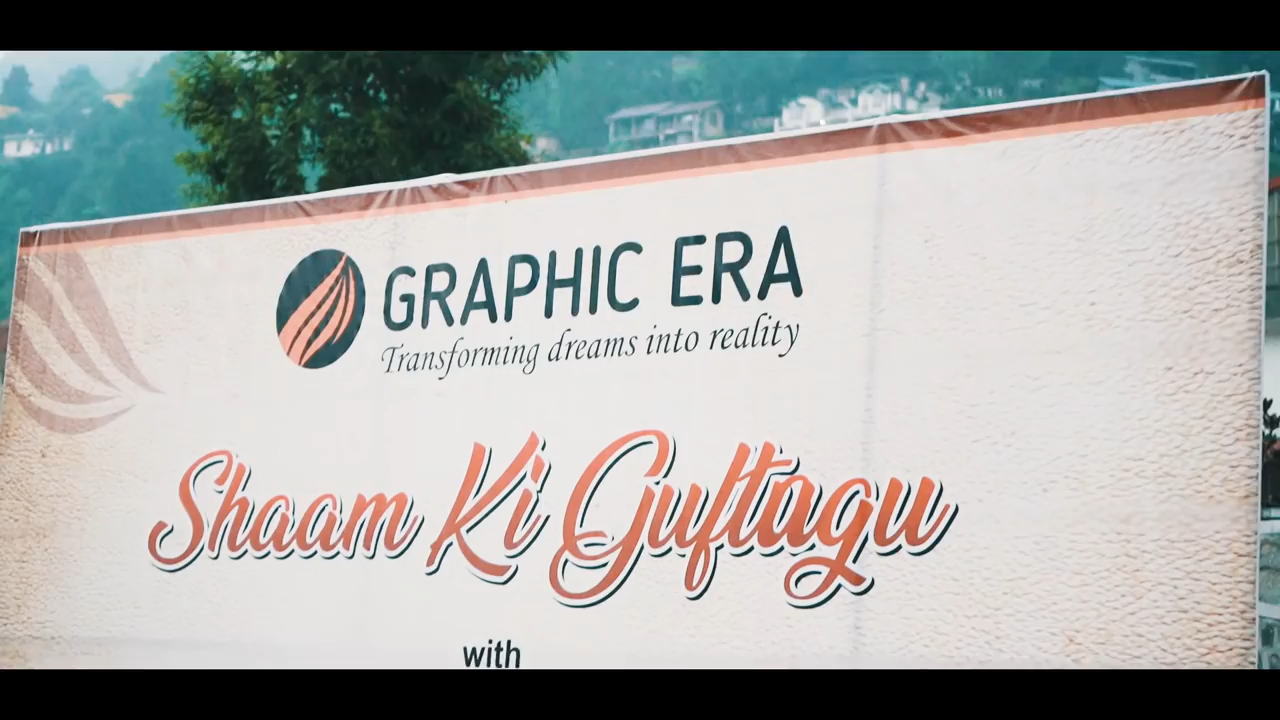 GRAPHIC ERA
Transforming dreams into reality
Shaam Ki Guftagu
with